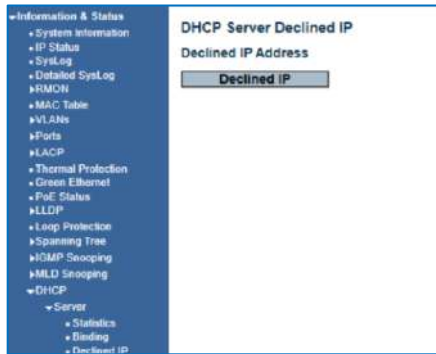 Information & Status
System Information
IP Status
SysLog
Detailed SysLog
RMON
MAC Table
VLANs
Ports
LACP
Thermal Protection
Green Ethernet
PoE Status
LLDP
Loop Protection
Spanning Tree
IGMP Snooping
MLD Snooping
DHCP
Server
Statistics
Binding
Declined IP
DHCP Server Declined IP
Declined IP Address
Declined IP